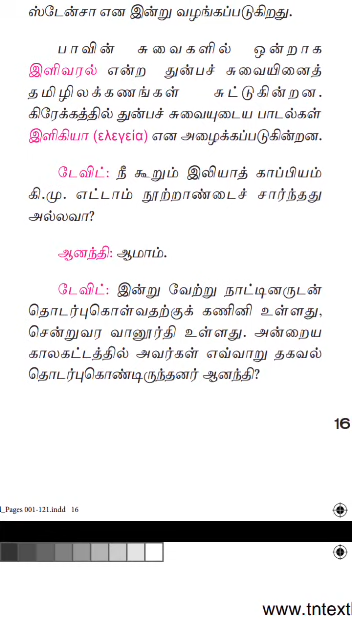 ஸ்டேன்சா என இன்று வழங்கப்படுகிறது.
பாவின் சுவைகளில் ஒன்றாக
இளிவரல் என்ற துன்பச் சுவையினைத்
தமிழிலக்கணங்கள் சுட்டுகின்றன.
கிரேக்கத்தில் துன்பச் சுவையுடைய பாடல்கள்
இளிகியா (ελεγεία) என அழைக்கப்படுகின்றன.
டேவிட்: நீ கூறும் இலியாத் காப்பியம்
கி.மு. எட்டாம் நூற்றாண்டைச் சார்ந்தது
அல்லவா?
ஆனந்தி: ஆமாம்.
டேவிட்: இன்று வேற்று நாட்டினருடன்
தொடர்புகொள்வதற்குக் கணினி உள்ளது,
சென்றுவர வானூர்தி உள்ளது. அன்றைய
காலகட்டத்தில் அவர்கள் எவ்வாறு தகவல்
தொடர்புகொண்டிருந்தனர் ஆனந்தி?
16
_Pages 001-121.indd 16
www.tntext